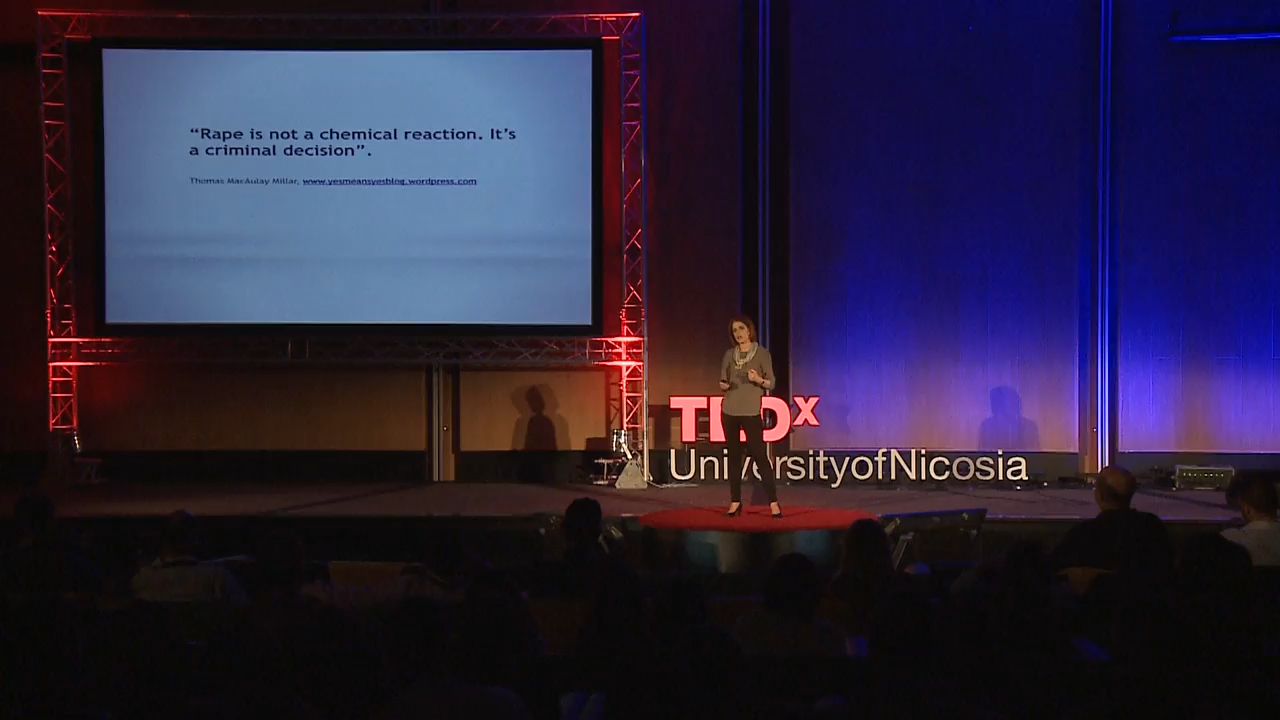 “Rape is not a chemical reaction. It’s
a criminal decision”.
Thomas MacAulay Millar, www.yesmeansyesblog.wordpress.com
TEDx
UniversityofNicosia